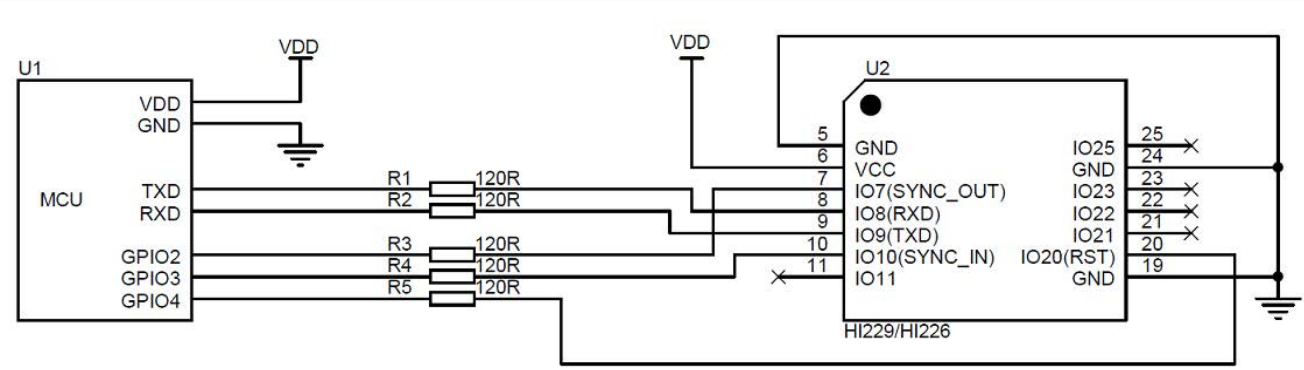 VDD
VDD
U1
U2
VDD
GND
MCU
TXD
RXD
GPIO2
GPIO3
GPIO4
R1 120R
R2 120R
R3 120R
R4 120R
R5 120R
5 GND
6 VCC
7 IO7(SYNC_OUT)
8 IO8(RXD)
9 IO9(TXD)
10 IO10(SYNC_IN)
11 IO11
IO25 25
GND 24
IO23 23
IO22 22
IO21 21
IO20(RST) 20
GND 19
HI229/HI226